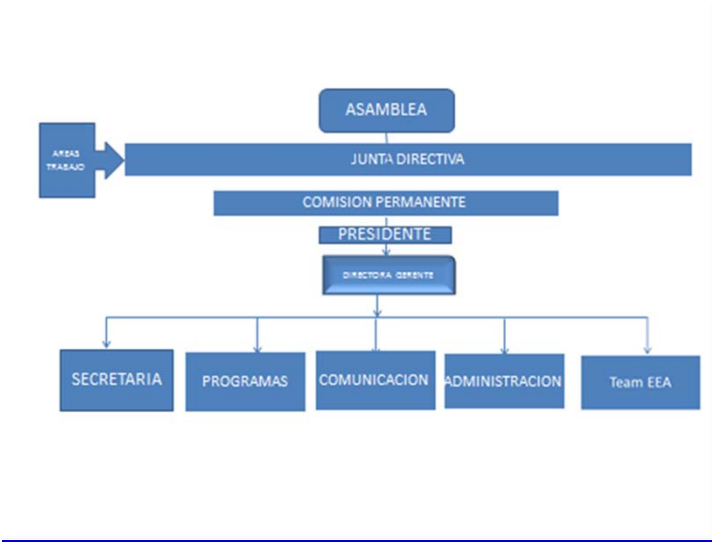 ASAMBLEA
AREAS
TRABAJO
JUNTA DIRECTIVA
COMISION PERMANENTE
PRESIDENTE
DIRECTORA GERENTE
SECRETARIA
PROGRAMAS
COMUNICACION
ADMINISTRACION
Team EEA